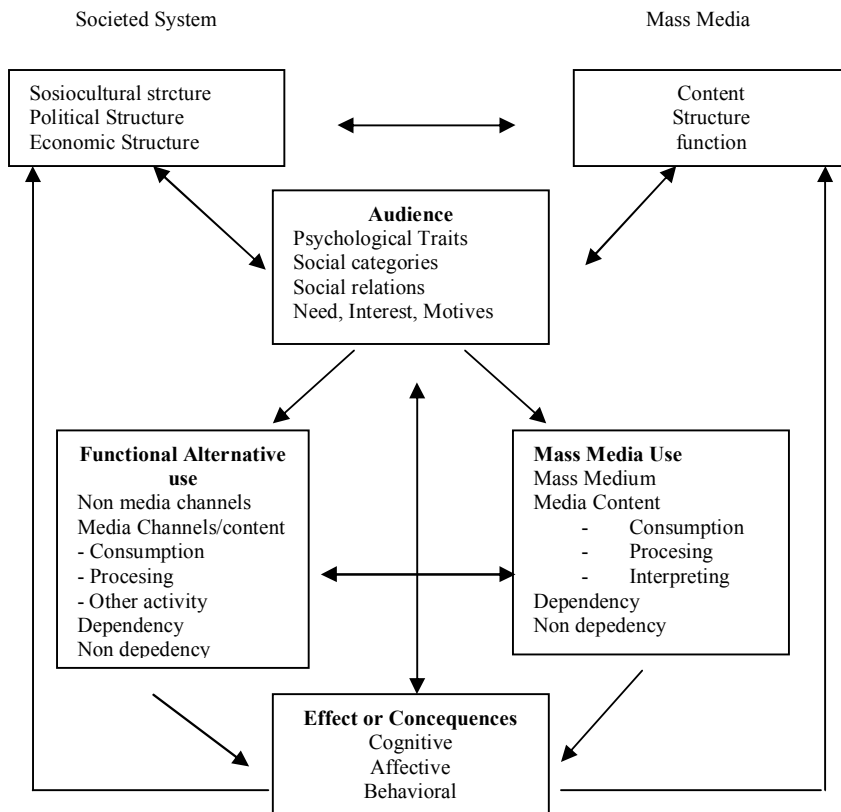 Societed System
Mass Media
Sosiocultural strcture
Political Structure
Economic Structure
Content
Structure
function
Audience
Psychological Traits
Social categories
Social relations
Need, Interest, Motives
Functional Alternative
use
Non media channels
Media Channels/content
- Consumption
- Procesing
- Other activity
Dependency
Non depedency
Mass Media Use
Mass Medium
Media Content
- Consumption
- Procesing
- Interpreting
Dependency
Non depedency
Effect or Concequences
Cognitive
Affective
Behavioral